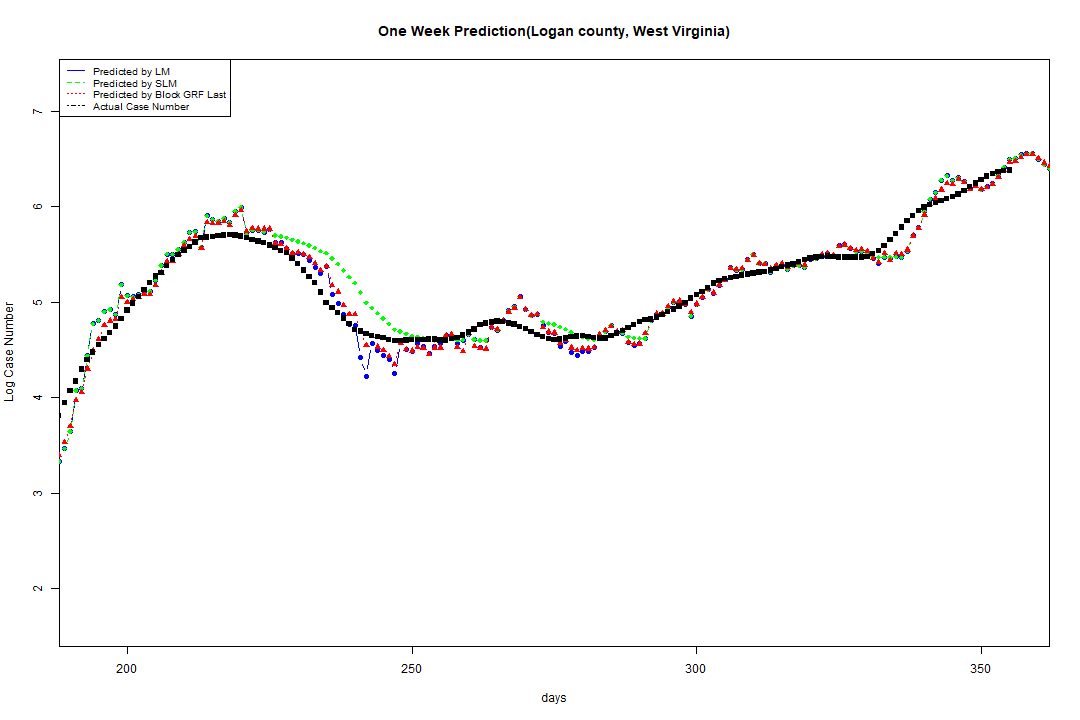 One Week Prediction(Logan county, West Virginia)
Predicted by LM
Predicted by SLM
Predicted by Block GRF Last
Actual Case Number
7
6
5
4
3
2
Log Case Number
200 250 300 350
days